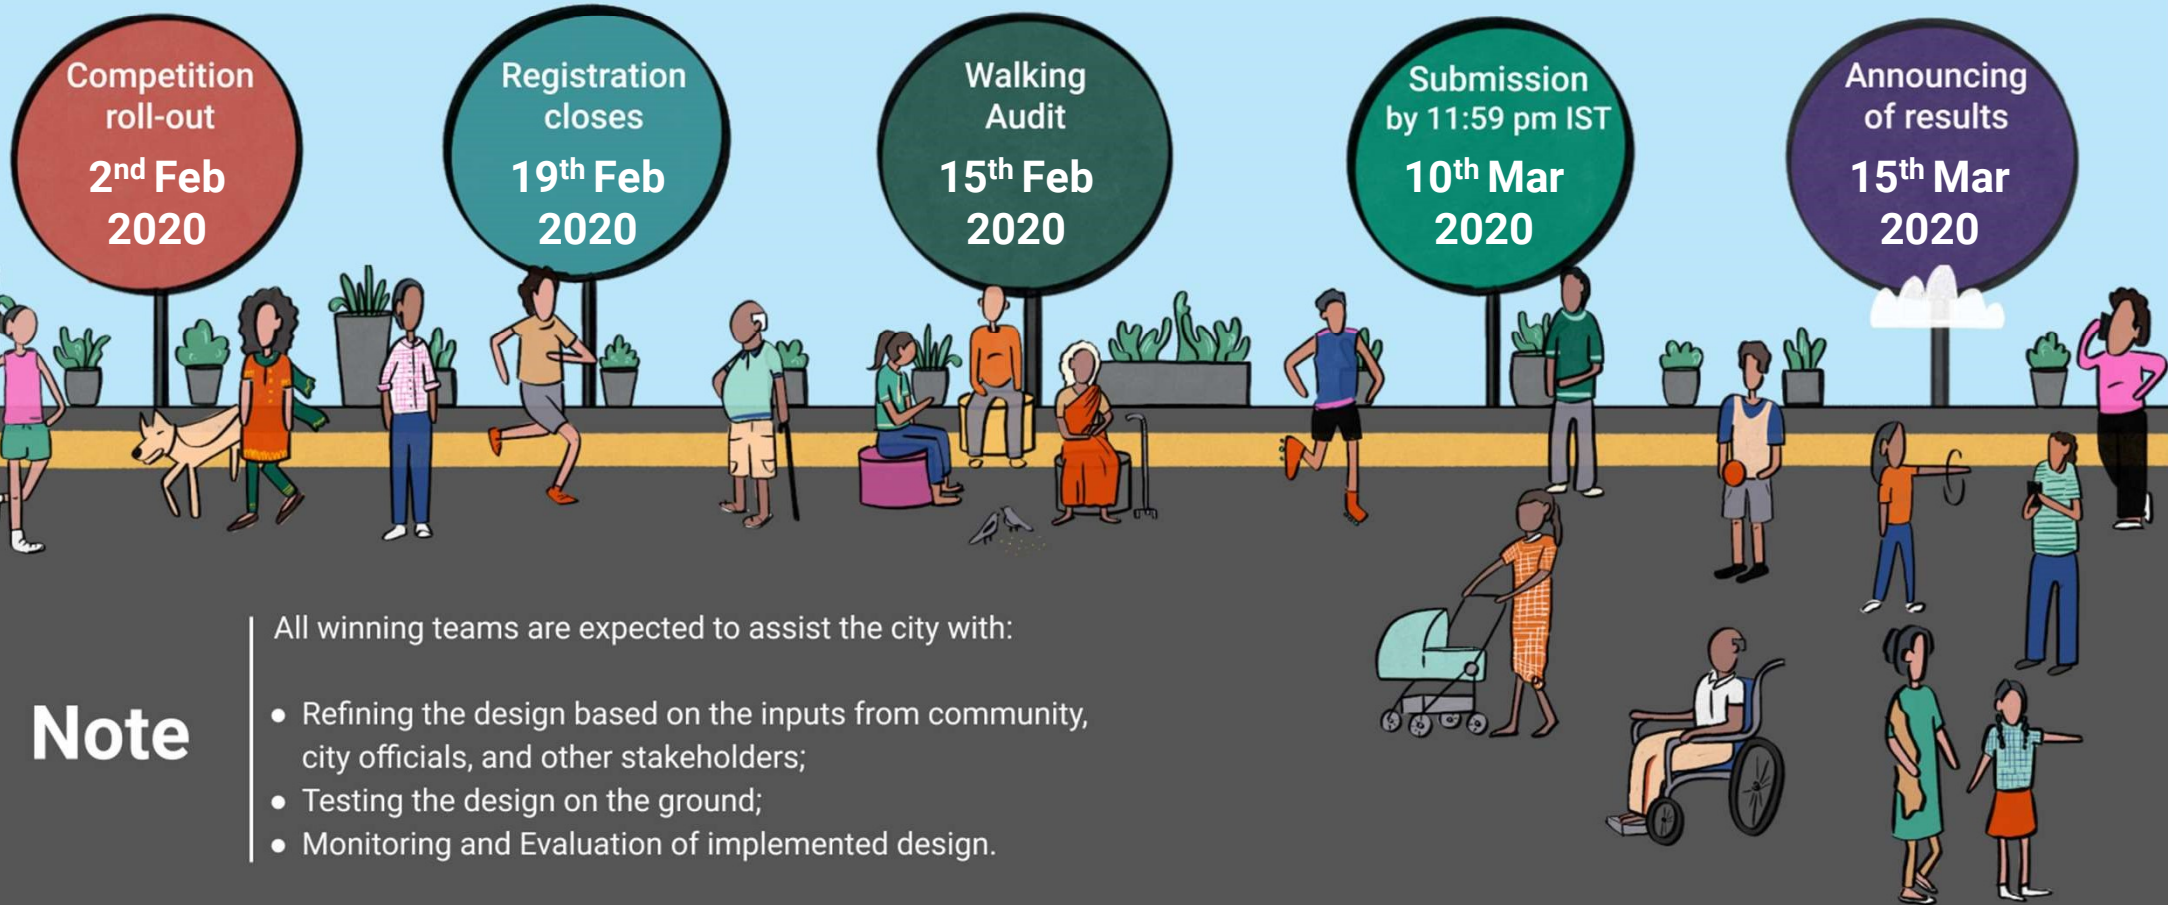 Competition
roll-out
2nd Feb
2020
Registration
closes
19th Feb
2020
Walking
Audit
15th Feb
2020
Submission
by 11:59 pm IST
10th Mar
2020
Announcing
of results
15th Mar
2020
Note
All winning teams are expected to assist the city with:
● Refining the design based on the inputs from community,
city officials, and other stakeholders;
● Testing the design on the ground;
● Monitoring and Evaluation of implemented design.